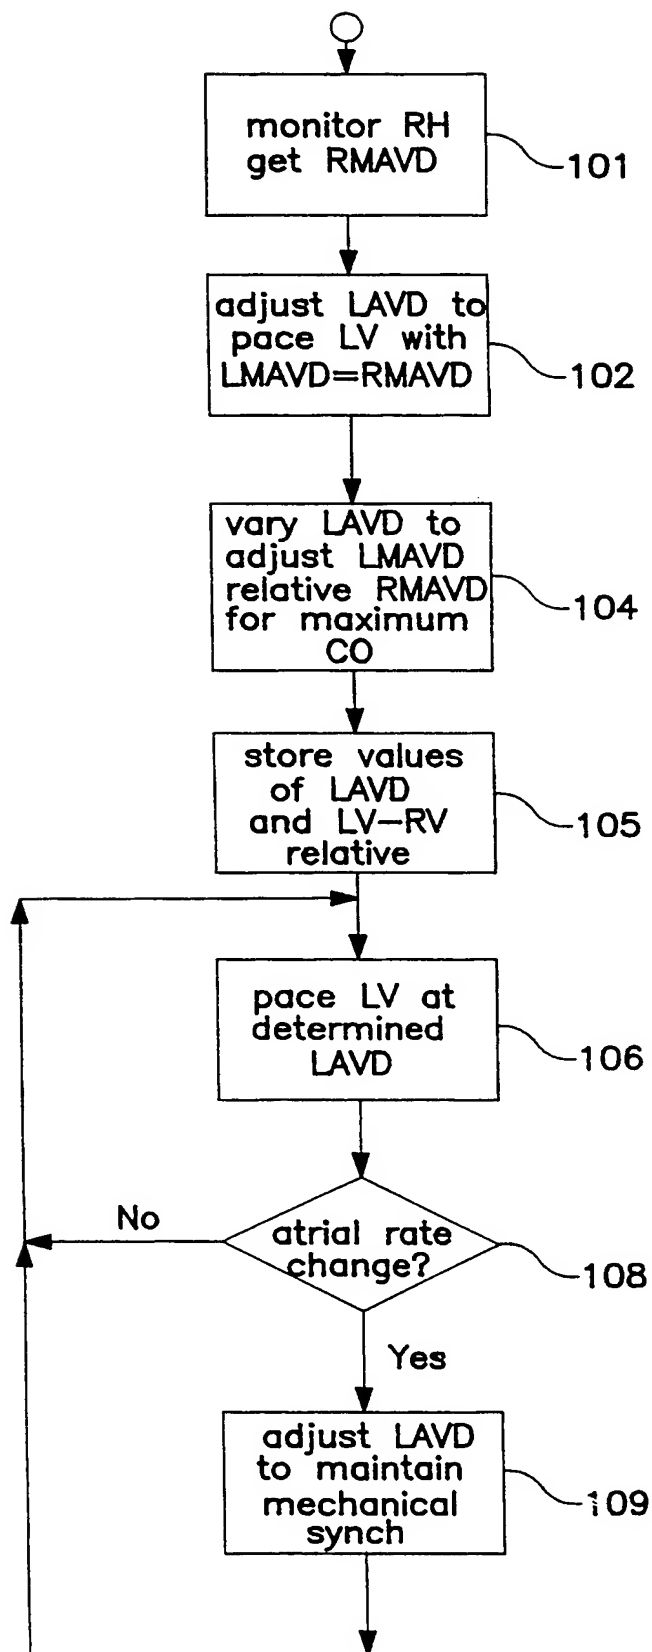 monitor RH
get RMAVD
101
adjust LAVD to
pace LV with
LMAVD=RMAVD
102
vary LAVD to
adjust LMAVD
relative RMAVD
for maximum
CO
104
store values
of LAVD
and LV-RV
relative
105
pace LV at
determined
LAVD
106
No
atrial rate
change?
108
Yes
adjust LAVD
to maintain
mechanical
synch
109